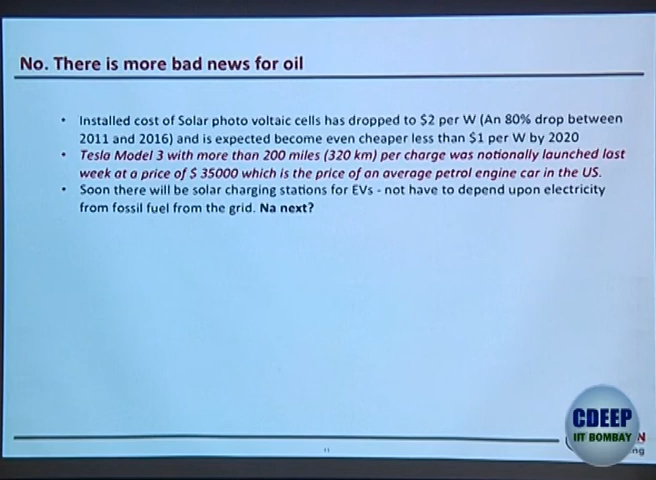 No. There is more bad news for oil
• Installed cost of Solar photo voltaic cells has dropped to $2 per W (An 80% drop between
2011 and 2016) and is expected become even cheaper less than $1 per W by 2020
• Tesla Model 3 with more than 200 miles (320 km) per charge was notionally launched last
week at a price of $ 35000 which is the price of an average petrol engine car in the US.
• Soon there will be solar charging stations for EVs - not have to depend upon electricity
from fossil fuel from the grid. Na next?
CDEEP
IIT BOMBAY
N
ng
11